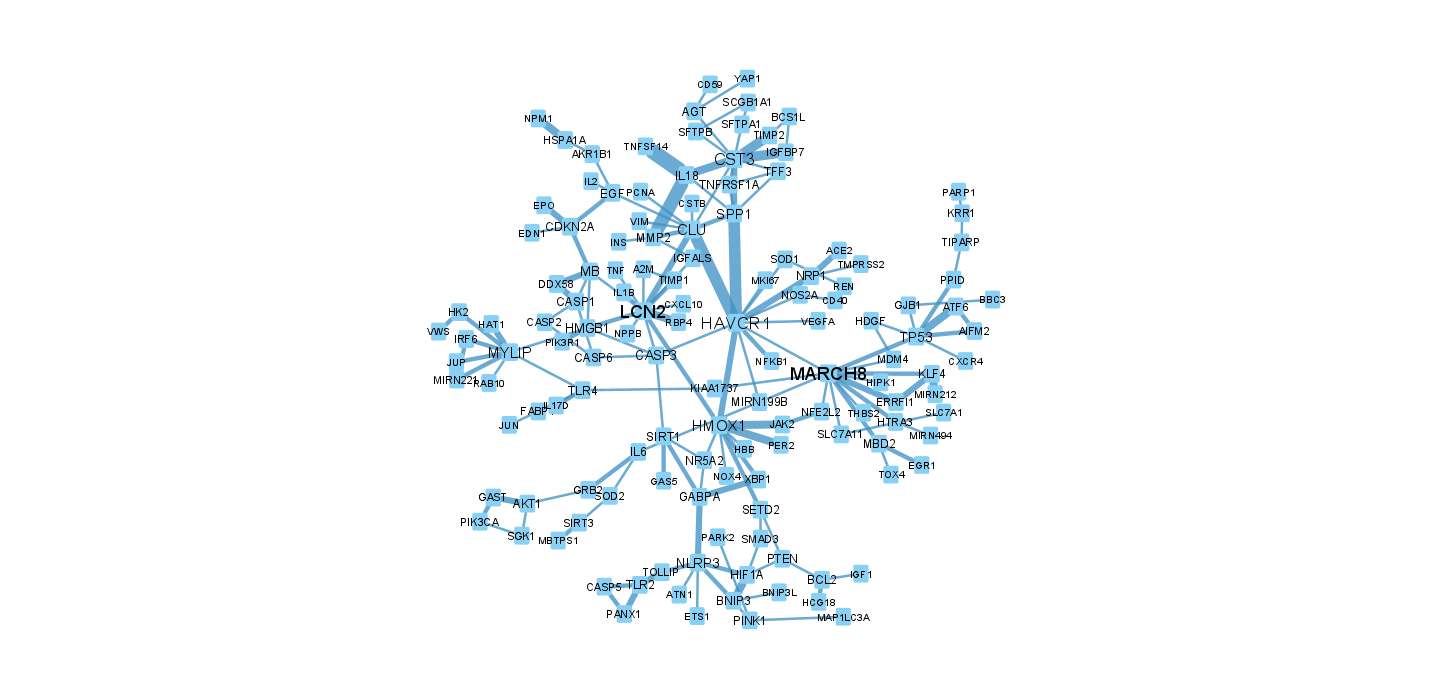 YAP1
CD59
SCGB1A1
AGT
BCS1L
NPM1
SFTPA1
SFTPB
TIMP2
HSPA1A
TNFSF14
IGFBP7
AKR1B1
CST3
TFF3
IL18
TNFRSF1A
IL2
EGF
PCNA
PARP1
CSTB
EPO
SPP1
KRR1
VIM
CDKN2A
CLU
EDN1
MMP2
INS
TIPARP
ACE2
IGFALS
SOD1
TMPRSS2
TNF
A2M
MB
NRP1
TIMP1
MKI67
PPID
DDX58
REN
IL1B
NOS2A
CD40
CASP1
CXCL10
BBC3
GJB1
ATF6
HK2
LCN2
RBP4
HAVCR1
VEGFA
HDGF
HAT1
CASP2
HMGB1
NPPB
VWS
AIFM2
IRF6
PIK3R1
TP53
MYLIP
CASP6
CASP3
NFKB1
MDM4
CXCR4
JUP
MARCH8
KLF4
MIRN221
RAB10
HIPK1
TLR4
KIAA1737
MIRN212
MIRN199B
ERRFI1
IL17D
NFE2L2
THBS2
SLC7A1
JUN
HMOX1
JAK2
HTRA3
SLC7A11
MIRN494
SIRT1
PER2
MBD2
IL6
HBB
NR5A2
EGR1
TOX4
GAS5
NOX4
XBP1
GRB2
SOD2
GABPA
GAST
AKT1
SETD2
PIK3CA
SIRT3
SGK1
MBTPS1
PARK2
SMAD3
NLRP3
PTEN
TOLLIP
HIF1A
BCL2
IGF1
CASP5
TLR2
ATN1
BNIP3
BNIP3L
HCG18
PANX1
ETS1
PINK1
MAP1LC3A